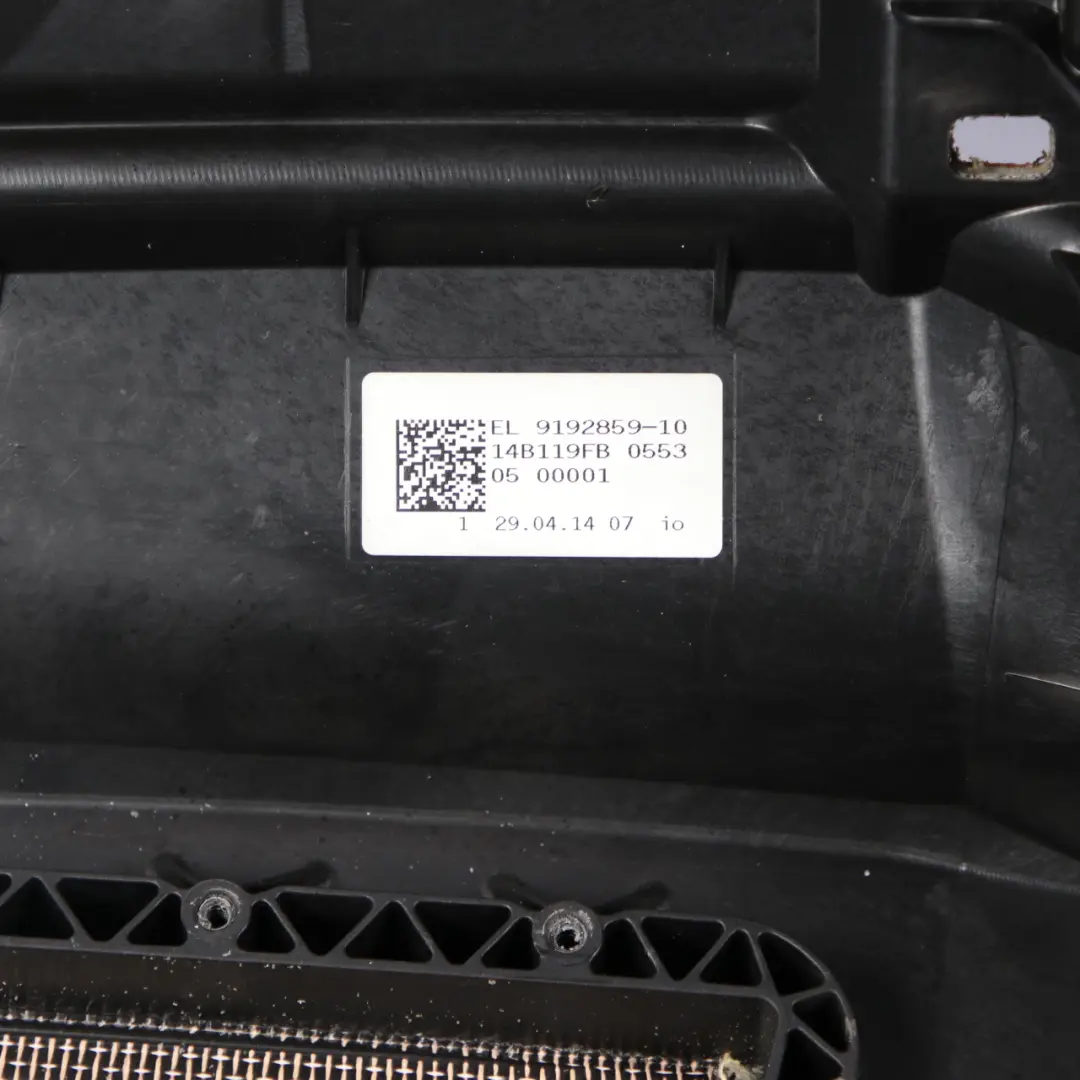 EL 9192859-10
14B119FB 0553
05 00001
1 29.04.14 07 io